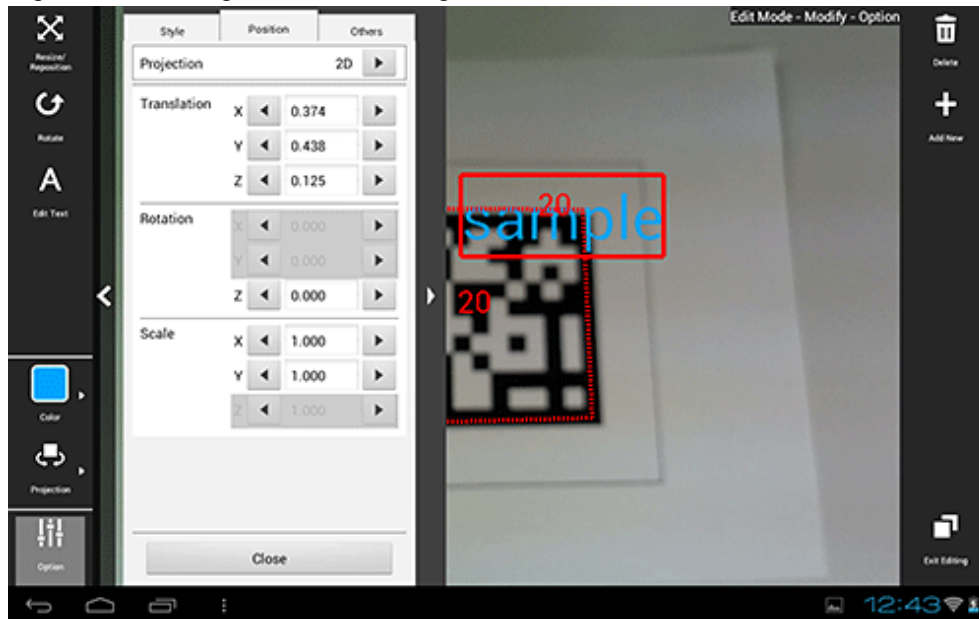 Edit Mode - Modify - Option
Resize/
Reposition
Rotate
Edit Text
Color
Projection
Option
Style Position Others
Projection 2D
Translation X 0.374
Y 0.438
Z 0.125
Rotation X 0.000
Y 0.000
Z 0.000
Scale X 1.000
Y 1.000
Z 1.000
Close
sample
20
20
Delete
Add New
Exit Editing
12:43